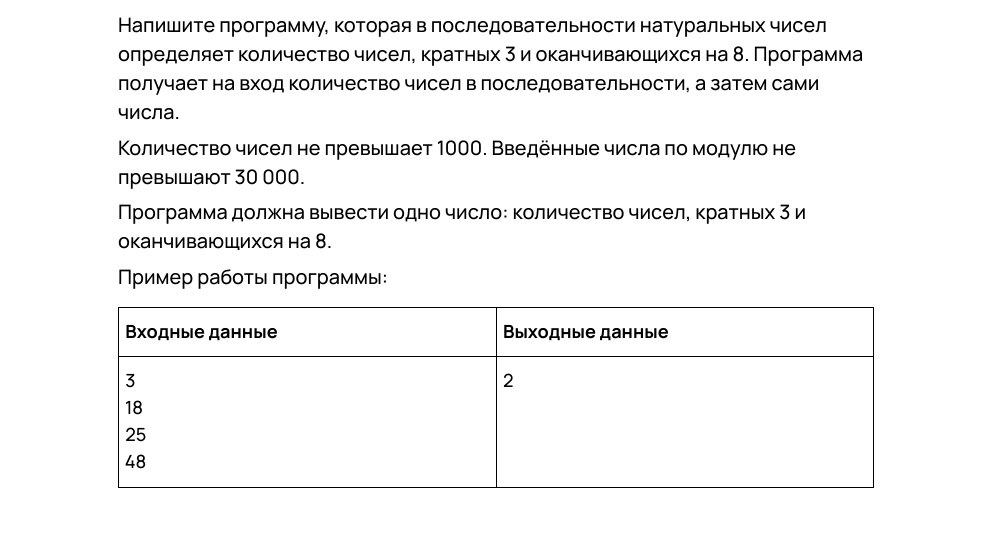 Напишите программу, которая в последовательности натуральных чисел
определяет количество чисел, кратных 3 и оканчивающихся на 8. Программа
получает на вход количество чисел в последовательности, а затем сами
числа.
Количество чисел не превышает 1000. Введённые числа по модулю не
превышают 30 000.
Программа должна вывести одно число: количество чисел, кратных 3 и
оканчивающихся на 8.
Пример работы программы:
Входные данные
Выходные данные
3
18
25
48
2